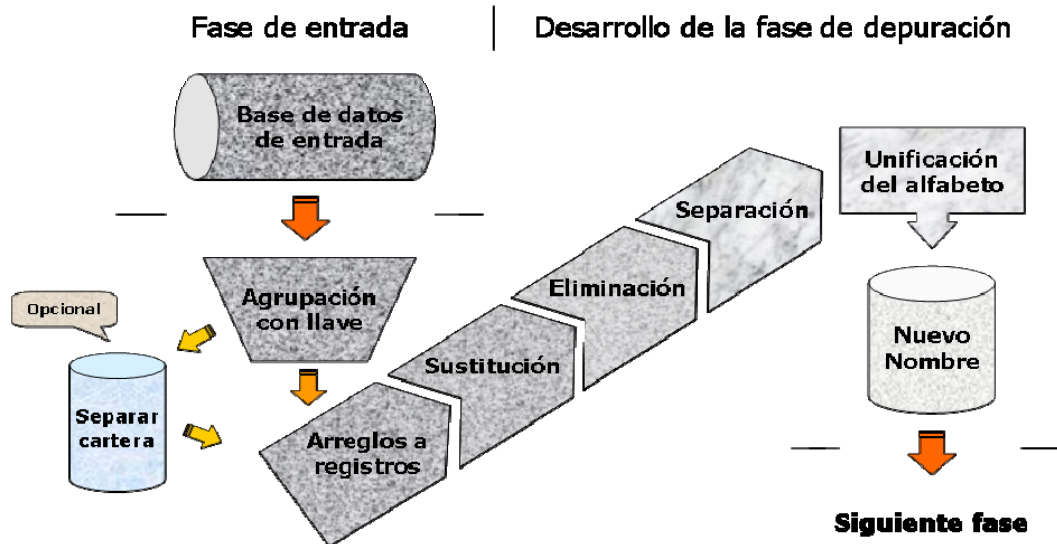 Fase de entrada
Desarrollo de la fase de depuración
Base de datos
de entrada
Agrupación
con llave
Opcional
Separar
cartera
Arreglos a
registros
Sustitución
Eliminación
Separación
Unificación
del alfabeto
Nuevo
Nombre
Siguiente fase